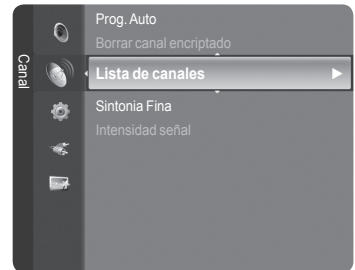 Canal
Prog. Auto
Borrar canal encriptado
Lista de canales
Sintonia Fina
Intensidad señal